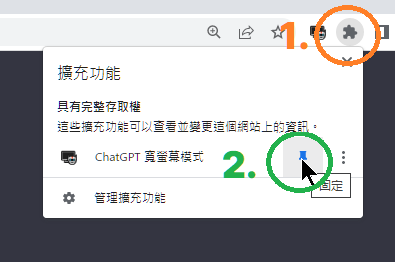 1.
擴充功能
具有完整存取權
這些擴充功能可以查看並變更這個網站上的資訊。
ChatGPT 寬螢幕模式
2.
固定
管理擴充功能